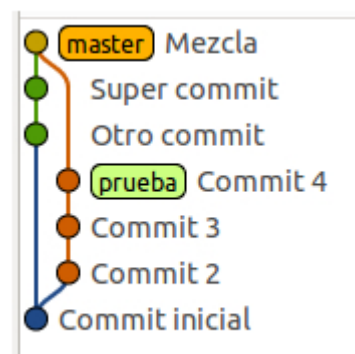 master Mezcla
Super commit
Otro commit
prueba Commit 4
Commit 3
Commit 2
Commit inicial